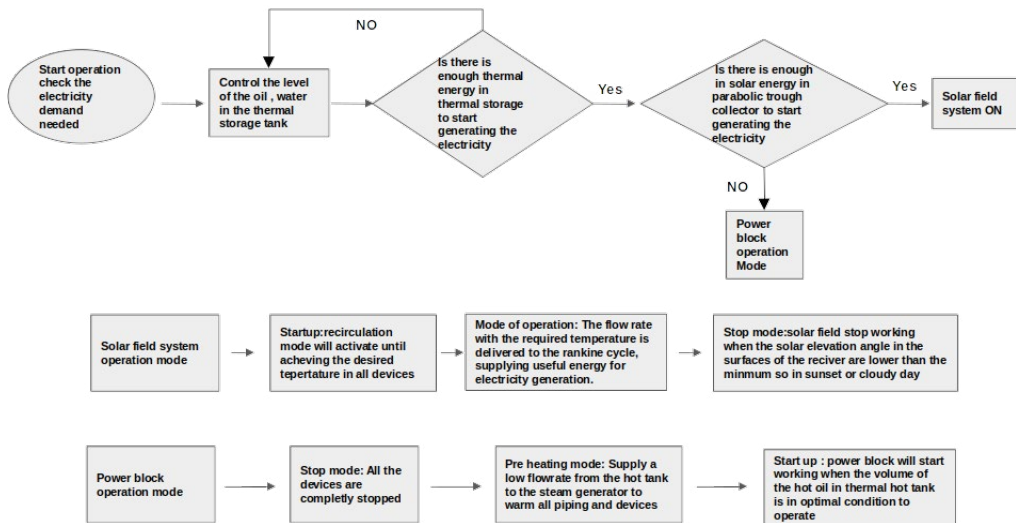 NO
Start operation
check the
electricity
demand
needed
Control the level
of the oil , water
in the thermal
storage tank
Is there is
enough thermal
energy in
thermal storage
to start
generating the
electricity
Yes
Is there is enough
in solar energy in
parabolic trough
collector to start
generating the
electricity
Yes
Solar field
system ON
NO
Power
block
operation
Mode
Solar field system
operation mode
Startup:recirculation
mode will activate until
acheving the desired
tepertature in all devices
Mode of operation: The flow rate
with the required temperature is
delivered to the rankine cycle,
supplying useful energy for
electricity generation.
Stop mode:solar field stop working
when the solar elevation angle in the
surfaces of the reciver are lower than the
minmum so in sunset or cloudy day
Power block
operation mode
Stop mode: All the
devices are
completly stopped
Pre heating mode: Supply a
low flowrate from the hot tank
to the steam generator to
warm all piping and devices
Start up : power block will start
working when the volume of
the hot oil in thermal hot tank
is in optimal condition to
operate